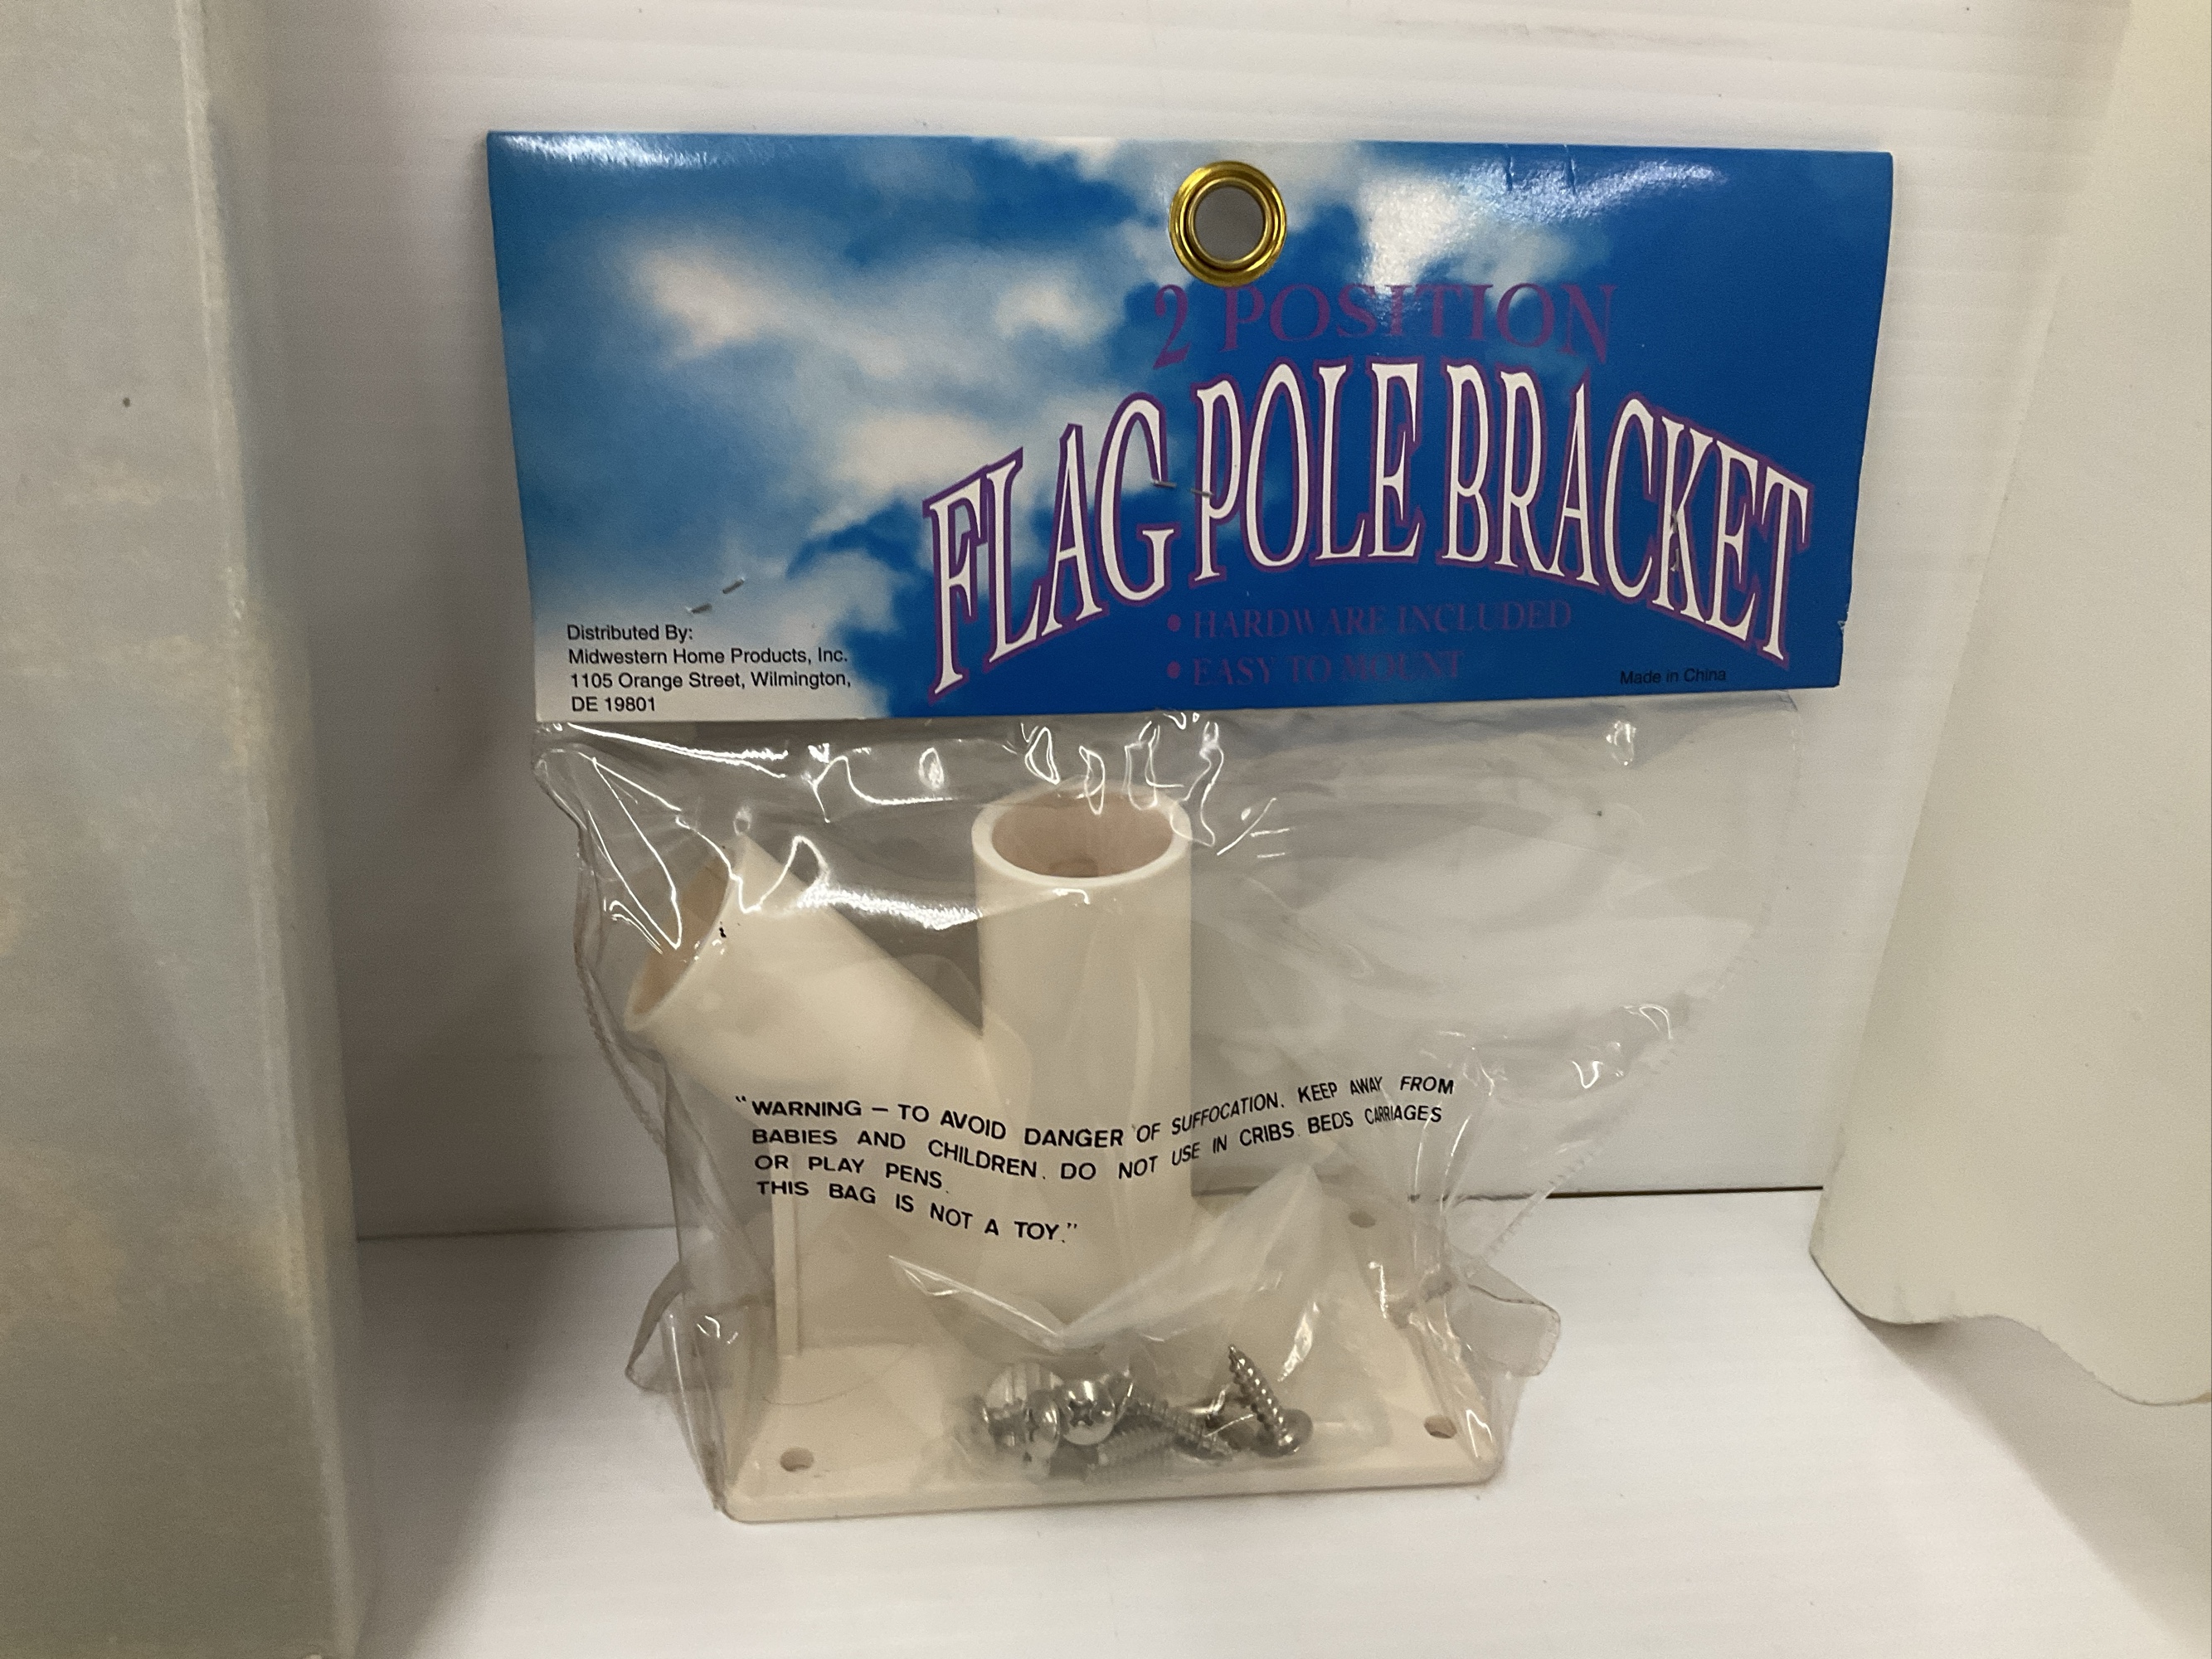 2 POSITION
FLAG POLE BRACKET
• HARDWARE INCLUDED
• EASY TO MOUNT
Distributed By:
Midwestern Home Products, Inc.
1105 Orange Street, Wilmington,
DE 19801
Made in China
“WARNING – TO AVOID DANGER OF SUFFOCATION. KEEP AWAY FROM
BABIES AND CHILDREN. DO NOT USE IN CRIBS. BEDS CARRIAGES
OR PLAY PENS.
THIS BAG IS NOT A TOY.”